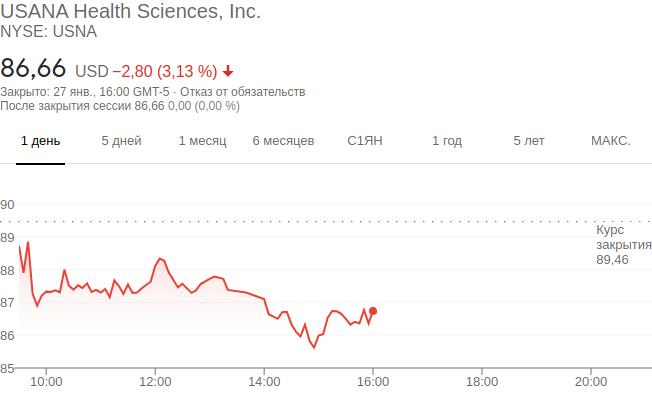 USANA Health Sciences, Inc.
NYSE: USNA
86,66 USD −2,80 (3,13 %)
Закрыто: 27 янв., 16:00 GMT-5 · Отказ от обязательств
После закрытия сессии 86,66 0,00 (0,00 %)
1 день 5 дней 1 месяц 6 месяцев С1ЯН 1 год 5 лет МАКС.
90
89
88
87
86
85
Курс
закрытия
89,46
10:00 12:00 14:00 16:00 18:00 20:00